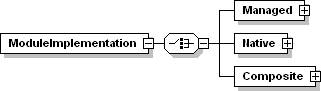 Managed
ModuleImplementation
Native
Composite